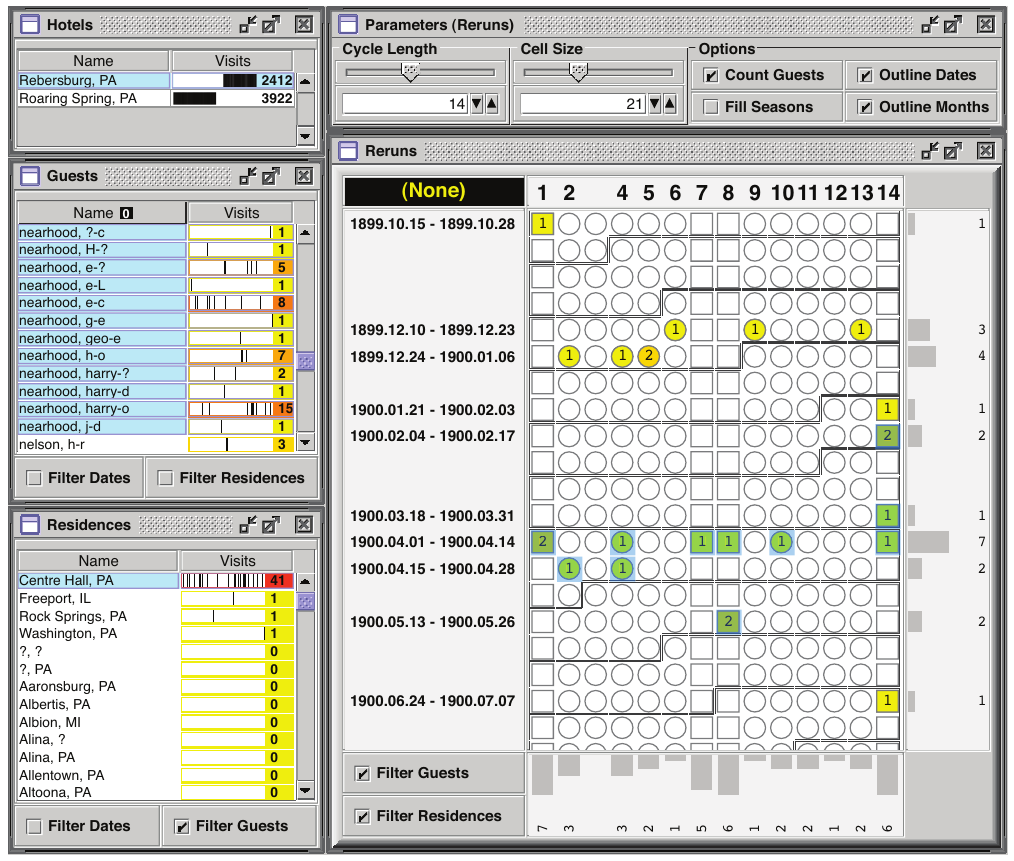 Hotels
Name Visits
Rebersburg, PA 2412
Roaring Spring, PA 3922
Guests
Name 0 Visits
nearhood, ?-c 1
nearhood, H-? 1
nearhood, e-? 5
nearhood, e-L 1
nearhood, e-c 8
nearhood, g-e 1
nearhood, geo-e 1
nearhood, h-o 7
nearhood, harry-? 2
nearhood, harry-d 1
nearhood, harry-o 15
nearhood, j-d 1
nelson, h-r 3
Filter Dates Filter Residences
Residences
Name Visits
Centre Hall, PA 41
Freeport, IL 1
Rock Springs, PA 1
Washington, PA 1
?, ? 0
?, PA 0
Aaronsburg, PA 0
Albertis, PA 0
Albion, MI 0
Alina, ? 0
Alina, PA 0
Allentown, PA 0
Altoona, PA 0
Filter Dates Filter Guests
Parameters (Reruns)
Cycle Length Cell Size Options
Count Guests Outline Dates
14 21 Fill Seasons Outline Months
Reruns
(None) 1 2 4 5 6 7 8 9 10 11 12 13 14
1899.10.15 - 1899.10.28 1 1
1899.12.10 - 1899.12.23 1 1 1 3
1899.12.24 - 1900.01.06 1 1 2 4
1900.01.21 - 1900.02.03 1 1
1900.02.04 - 1900.02.17 2 2
1900.03.18 - 1900.03.31 1 1
1900.04.01 - 1900.04.14 2 1 1 1 1 1 7
1900.04.15 - 1900.04.28 1 1 2
1900.05.13 - 1900.05.26 2 2
1900.06.24 - 1900.07.07 1 1
Filter Guests
Filter Residences
7 3 3 2 1 5 6 1 2 1 1 2 6